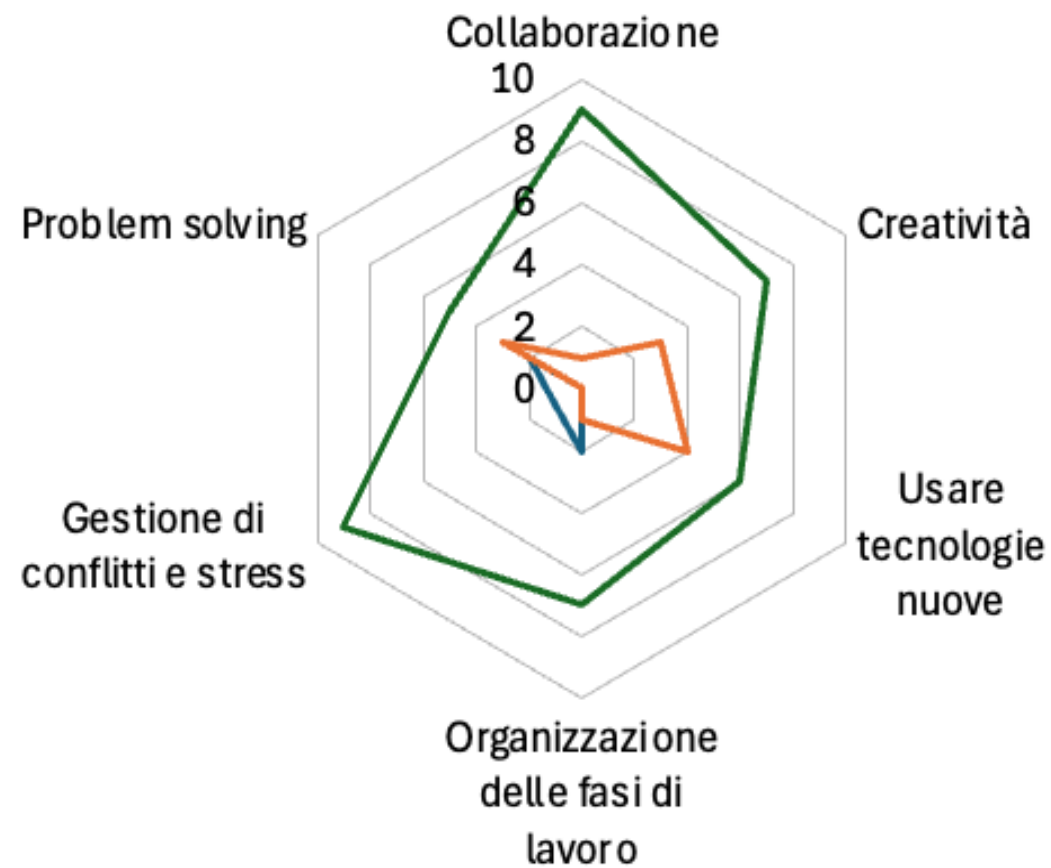 Collaborazione
10
8
6
4
2
0
Problem solving
Creatività
Gestione di
conflitti e stress
Usare
tecnologie
nuove
Organizzazione
delle fasi di
lavoro